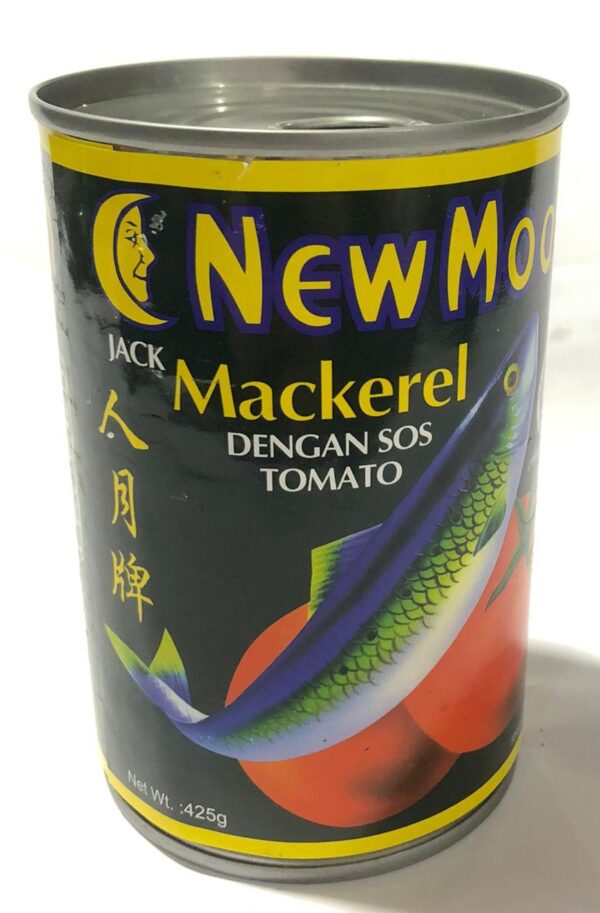 NEW MOO
JACK
Mackerel
DENGAN SOS
TOMATO
人月牌
Net Wt. :425g